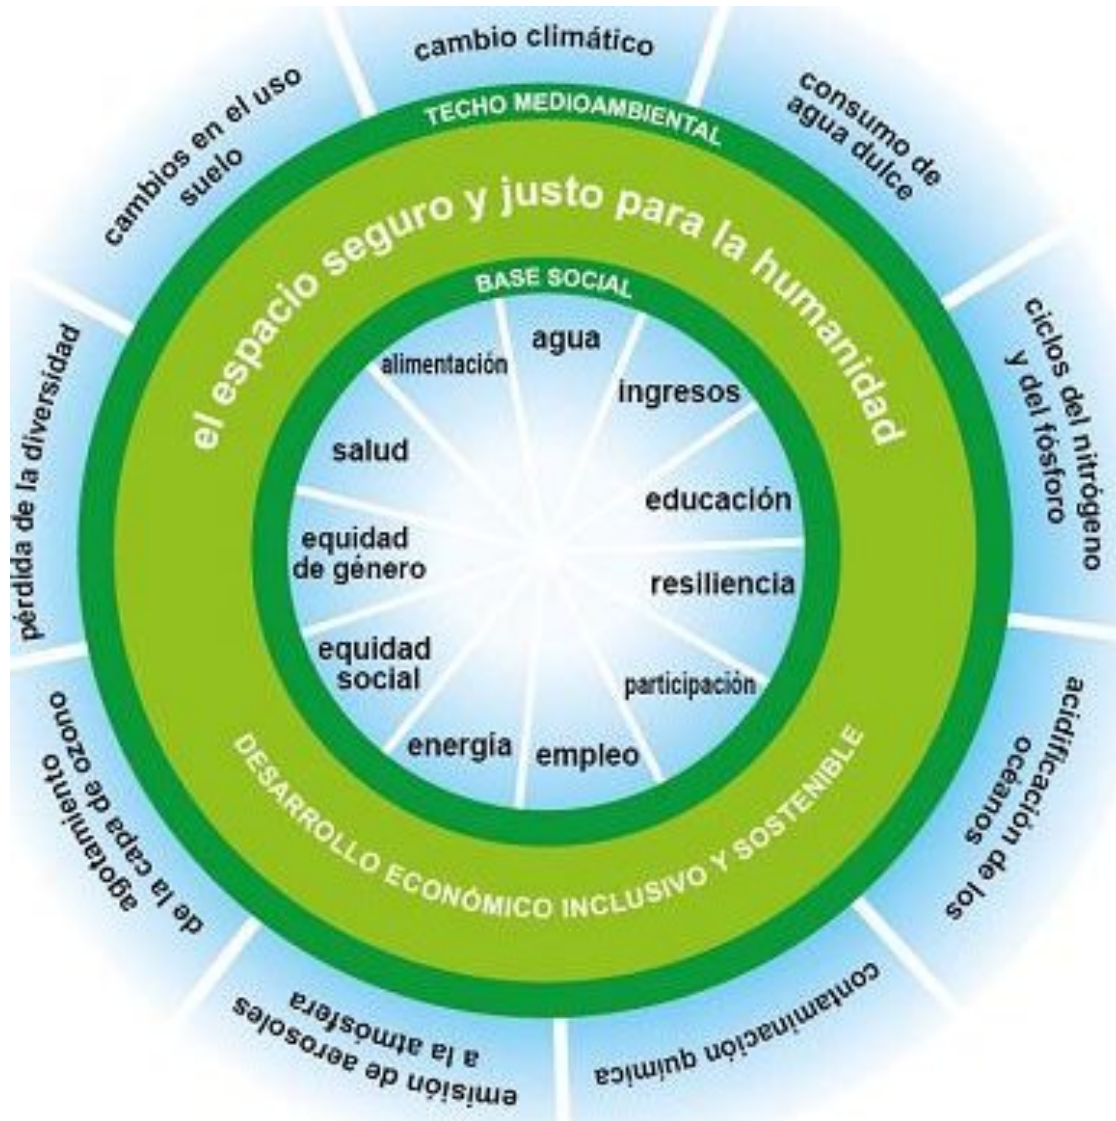 cambio climático
consumo de
agua dulce
ciclos del nitrógeno
y del fósforo
acidificación de los
océanos
contaminación química
emisión de aerosoles
a la atmósfera
agotamiento
de la capa de ozono
pérdida de la diversidad
cambios en el uso
suelo
TECHO MEDIOAMBIENTAL
el espacio seguro y justo para la humanidad
BASE SOCIAL
agua
ingresos
educación
resiliencia
participación
empleo
energía
equidad
social
equidad
de género
salud
alimentación
DESARROLLO ECONÓMICO INCLUSIVO Y SOSTENIBLE